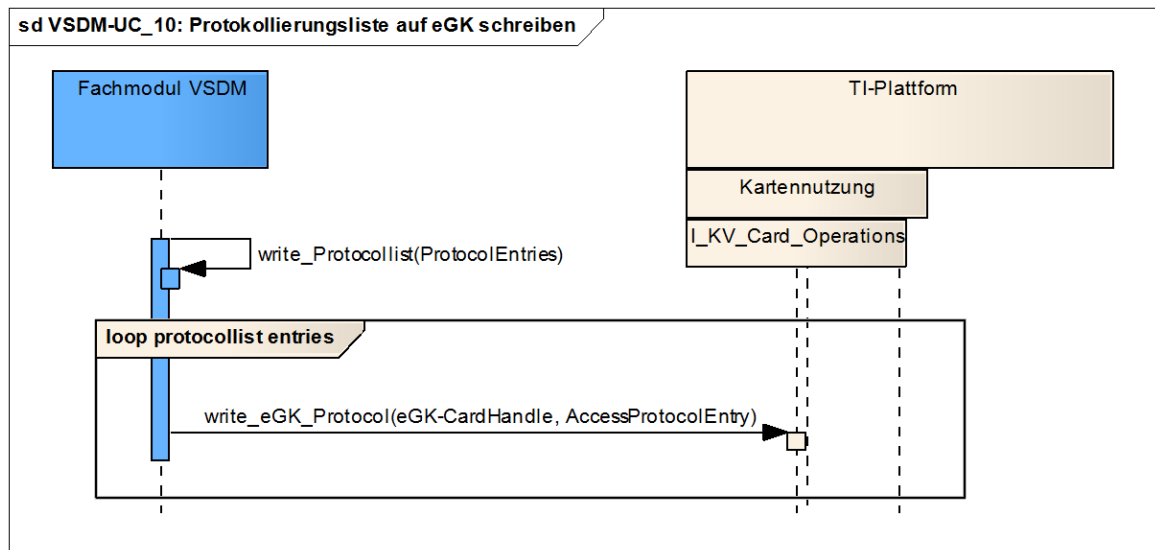 sd VSDM-UC_10: Protokollierungsliste auf eGK schreiben
Fachmodul VSDM
TI-Plattform
Kartennutzung
I_KV_Card_Operations
write_Protocollist(ProtocolEntries)
loop protocollist entries
write_eGK_Protocol(eGK-CardHandle, AccessProtocolEntry)